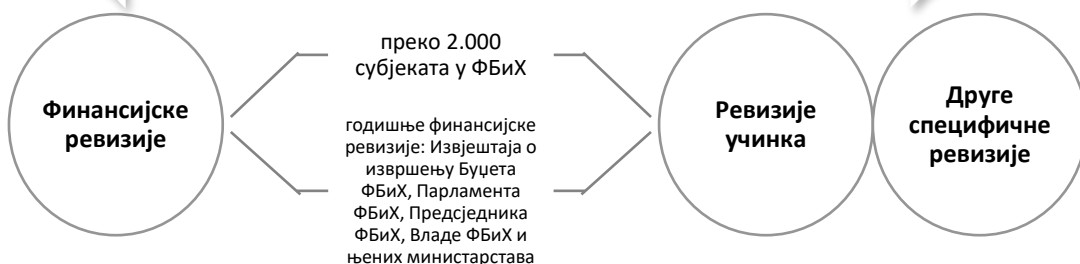 Финансијске
ревизије
преко 2.000
субјеката у ФБиХ
годишње финансијске
ревизије: Извјештаја о
извршењу Буџета
ФБиХ, Парламента
ФБиХ, Предсједника
ФБиХ, Владе ФБиХ и
њених министарстава
Ревизије
учинка
Друге
специфичне
ревизије